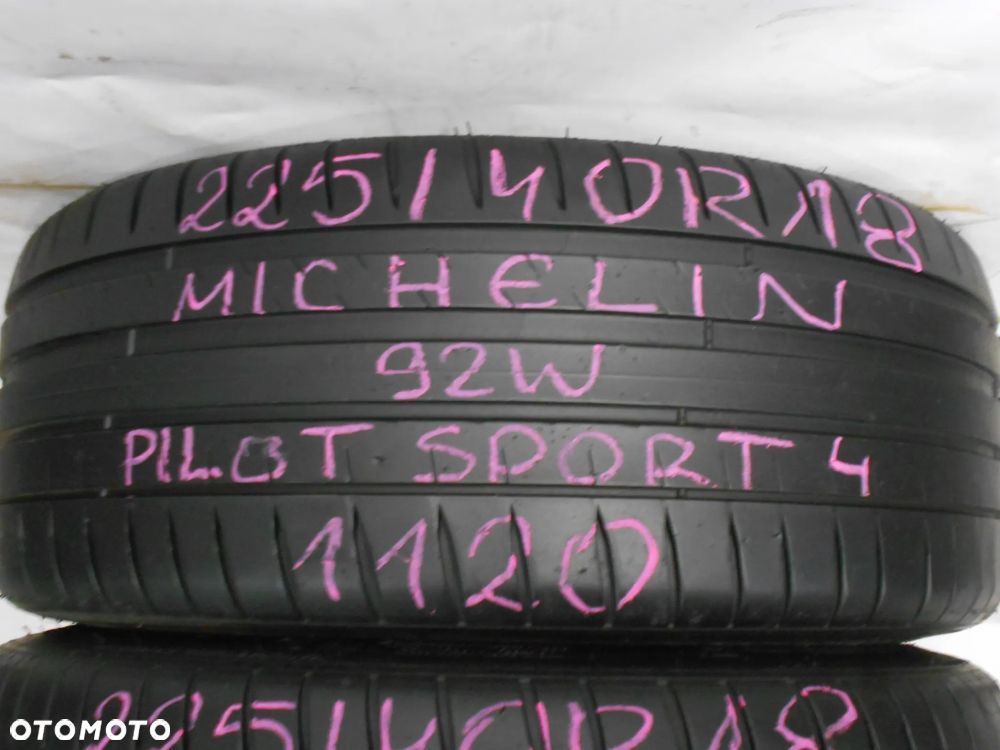 225/40R18
MICHELIN
92W
PILOT SPORT 4
1120
225/40R18
OTOMOTO